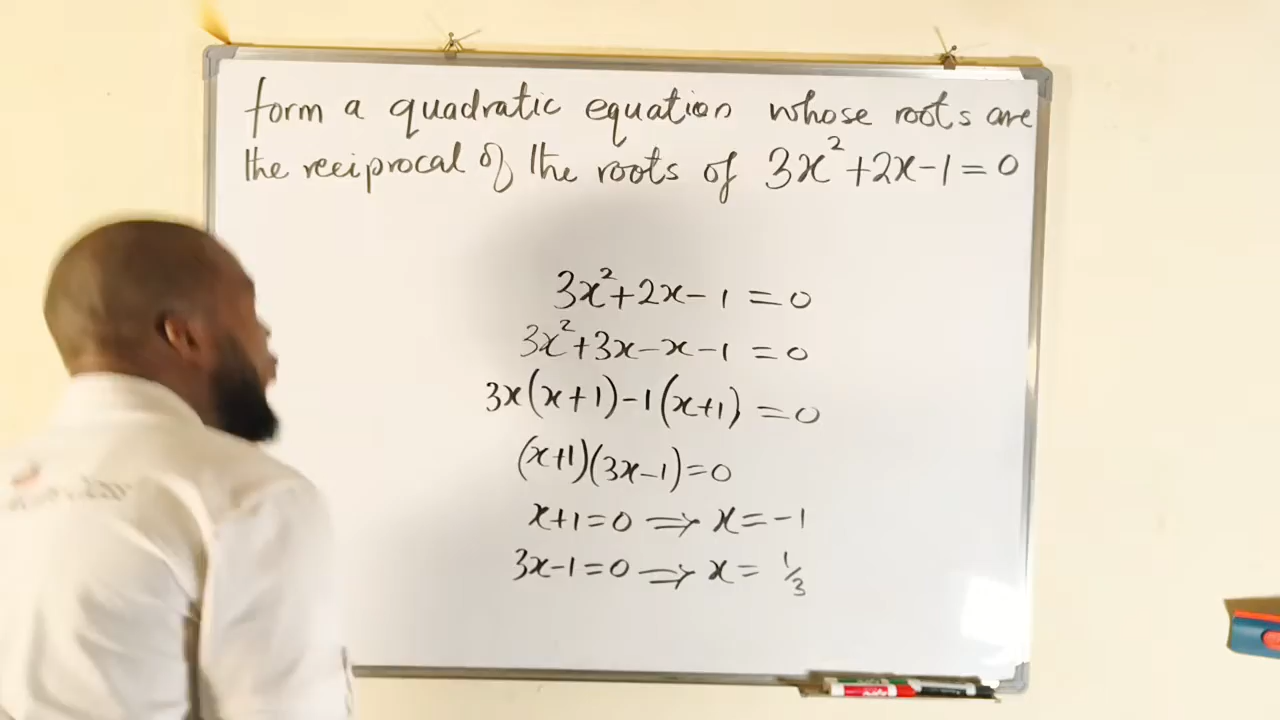 form a quadratic equation whose roots are
the reciprocal of the roots of 3x²+2x-1=0
3x²+2x-1=0
3x²+3x-x-1=0
3x(x+1)-1(x+1)=0
(x+1)(3x-1)=0
x+1=0 ⇒ x=-1
3x-1=0 ⇒ x=1/3